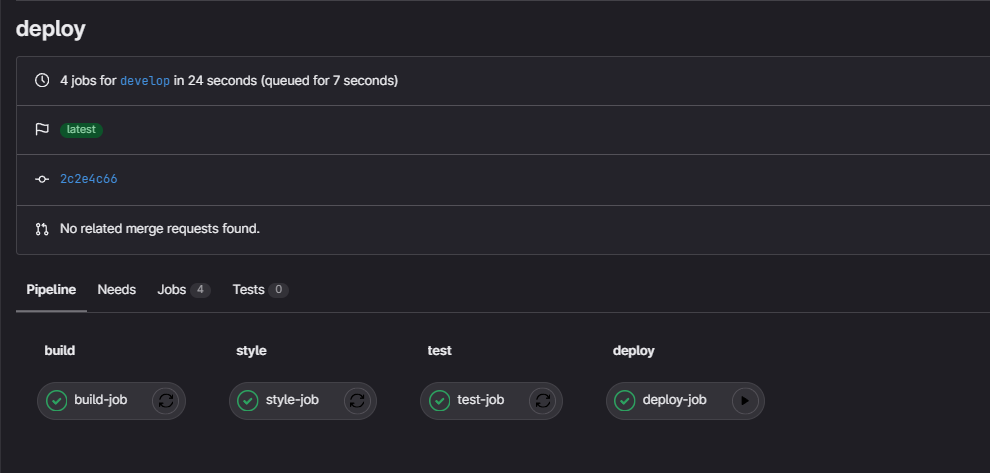 deploy
4 jobs for develop in 24 seconds (queued for 7 seconds)
latest
2c2e4c66
No related merge requests found.
Pipeline Needs Jobs 4 Tests 0
build style test deploy
build-job style-job test-job deploy-job